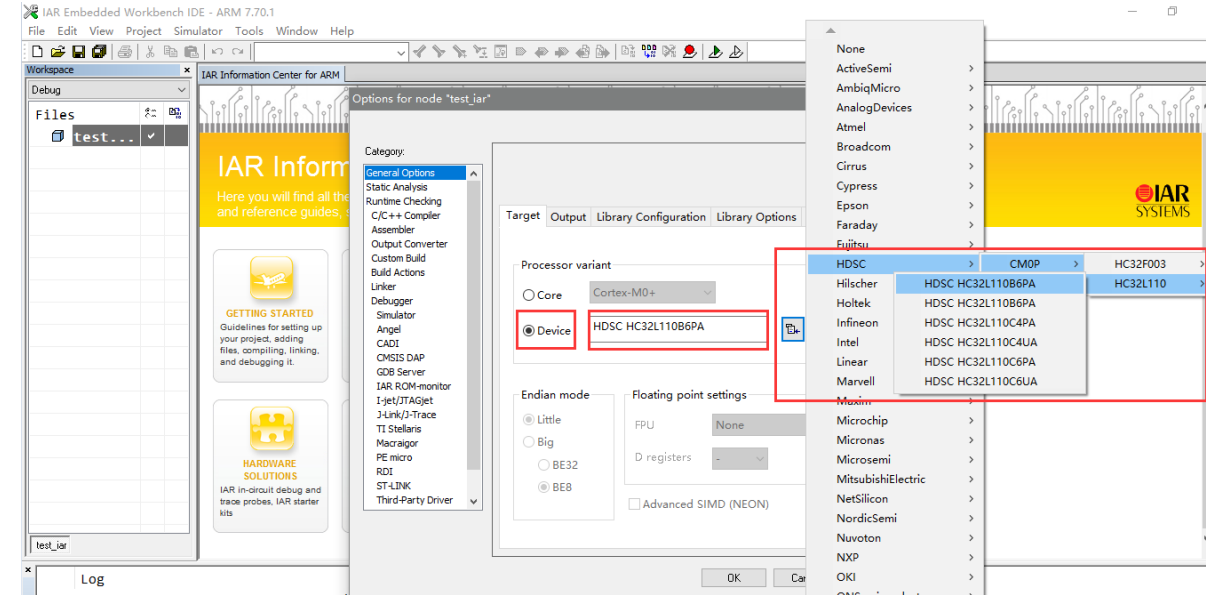 IAR Embedded Workbench IDE - ARM 7.70.1
File Edit View Project Simulator Tools Window Help
Workspace
IAR Information Center for ARM
Debug
Files
test...
test_iar
IAR Inform
Here you will find all the
and reference guides,
GETTING STARTED
Guidelines for setting up
your project, adding
files, compiling, linking,
and debugging it.
HARDWARE
SOLUTIONS
IAR in-circuit debug and
trace probes, IAR starter
kits
IAR
SYSTEMS
Options for node "test_iar"
Category:
General Options
Static Analysis
Runtime Checking
C/C++ Compiler
Assembler
Output Converter
Custom Build
Build Actions
Linker
Debugger
Simulator
Angel
CADI
CMSIS DAP
GDB Server
IAR ROM-monitor
I-jet/JTAGjet
J-Link/J-Trace
TI Stellaris
Macraigor
PE micro
RDI
ST-LINK
Third-Party Driver
Target Output Library Configuration Library Options
Processor variant
Core Cortex-M0+
Device HDSC HC32L110B6PA
Endian mode
Little
Big
BE32
BE8
Floating point settings
FPU None
D registers -
Advanced SIMD (NEON)
OK
None
ActiveSemi
AmbiqMicro
AnalogDevices
Atmel
Broadcom
Cirrus
Cypress
Epson
Faraday
Fujitsu
HDSC
Hilscher
Holtek
Infineon
Intel
Linear
Marvell
Maxim
Microchip
Micronas
Microsemi
MitsubishiElectric
NetSilicon
NordicSemi
Nuvoton
NXP
OKI
CM0P
HC32F003
HC32L110
HDSC HC32L110B6PA
HDSC HC32L110B6PA
HDSC HC32L110C4PA
HDSC HC32L110C4UA
HDSC HC32L110C6PA
HDSC HC32L110C6UA
Log